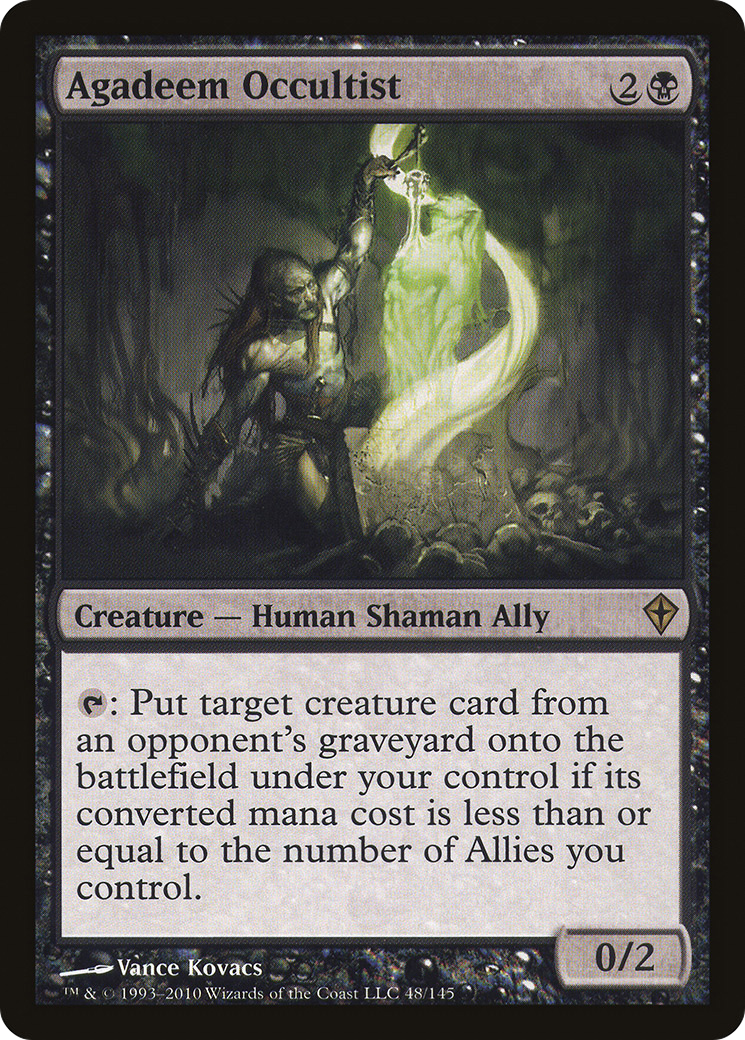 Agadeem Occultist 2
Creature — Human Shaman Ally
: Put target creature card from
an opponent's graveyard onto the
battlefield under your control if its
converted mana cost is less than or
equal to the number of Allies you
control.
0/2
Vance Kovacs
™ & © 1993–2010 Wizards of the Coast LLC 48/145